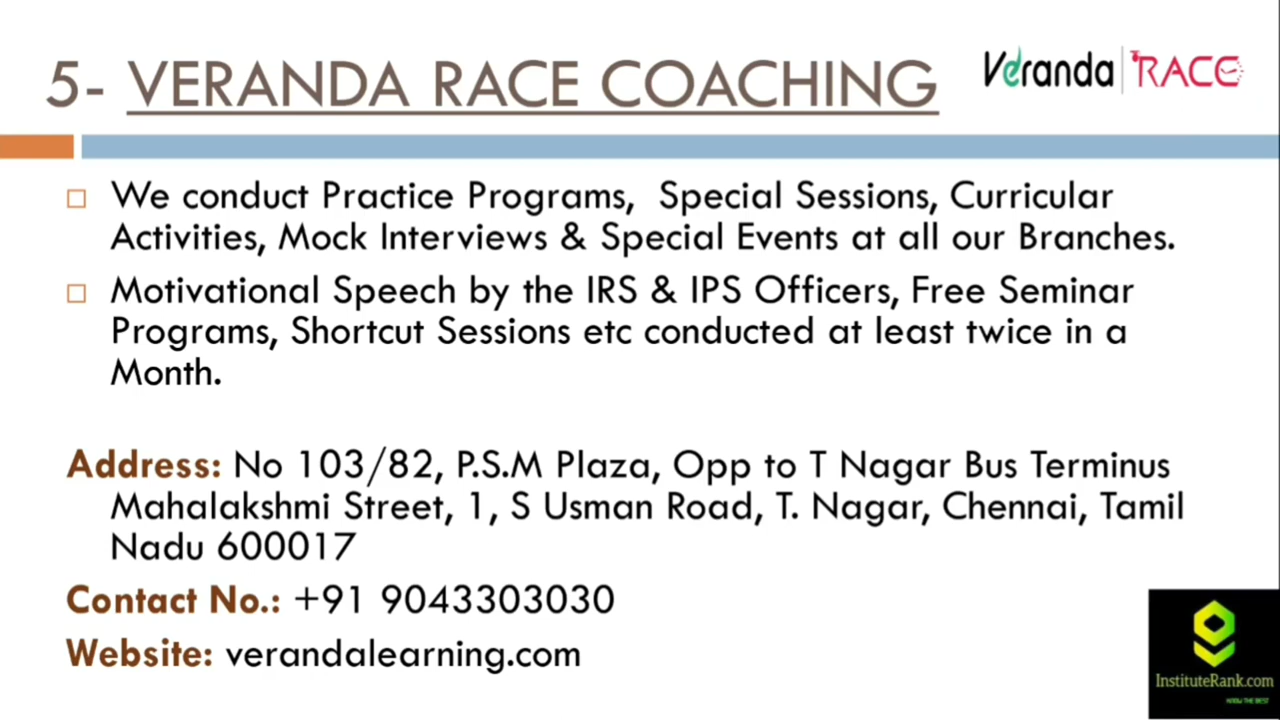 5- VERANDA RACE COACHING
Veranda RACE
We conduct Practice Programs, Special Sessions, Curricular
Activities, Mock Interviews & Special Events at all our Branches.
Motivational Speech by the IRS & IPS Officers, Free Seminar
Programs, Shortcut Sessions etc conducted at least twice in a
Month.
Address: No 103/82, P.S.M Plaza, Opp to T Nagar Bus Terminus
Mahalakshmi Street, 1, S Usman Road, T. Nagar, Chennai, Tamil
Nadu 600017
Contact No.: +91 9043303030
Website: verandalearning.com
InstituteRank.com
KNOW THE BEST